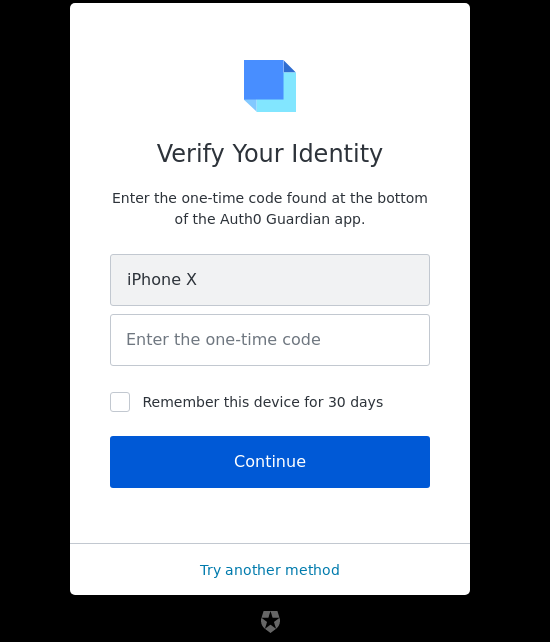 Verify Your Identity
Enter the one-time code found at the bottom
of the Auth0 Guardian app.
iPhone X
Enter the one-time code
Remember this device for 30 days
Continue
Try another method